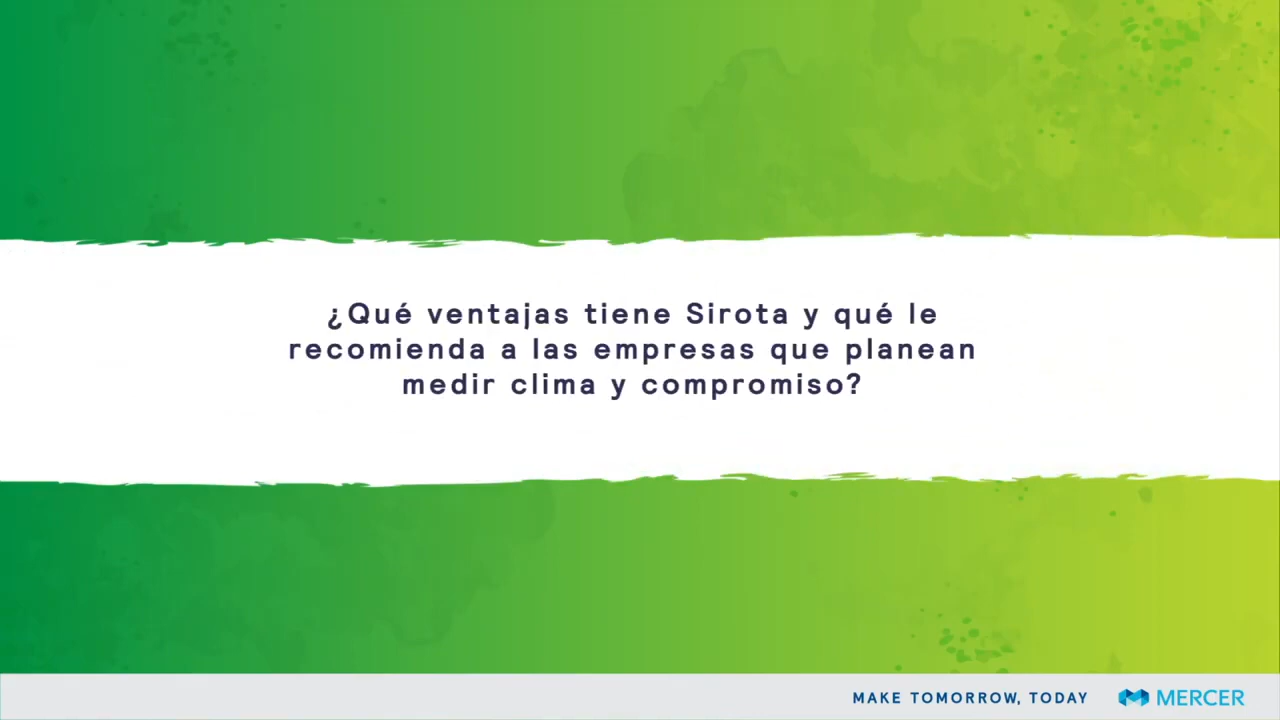 ¿Qué ventajas tiene Sirota y qué le
recomienda a las empresas que planean
medir clima y compromiso?
MAKE TOMORROW, TODAY
MERCER